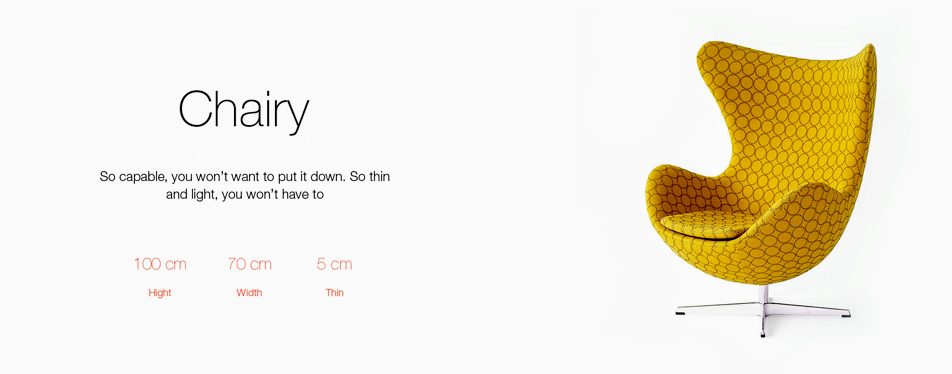 Chairy
So capable, you won't want to put it down. So thin
and light, you won't have to
100 cm 70 cm 5 cm
Hight Width Thin